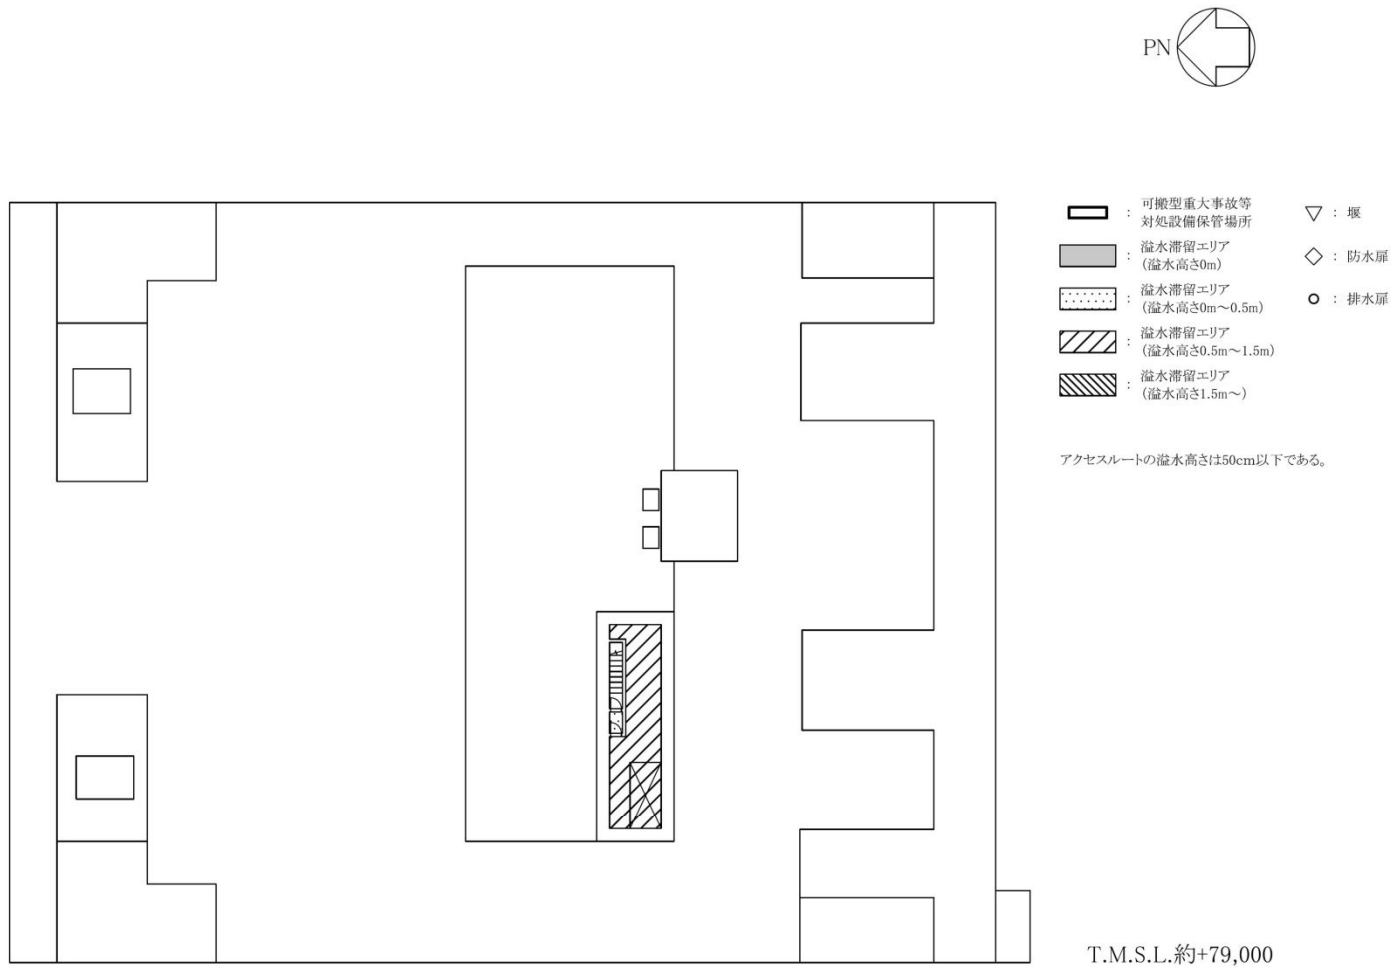 PN
： 可搬型重大事故等
対処設備保管場所
： 溢水滞留エリア
（溢水高さ0m）
： 溢水滞留エリア
（溢水高さ0m～0.5m）
： 溢水滞留エリア
（溢水高さ0.5m～1.5m）
： 溢水滞留エリア
（溢水高さ1.5m～）
： 堰
： 防水扉
： 排水扉
アクセスルートの溢水高さは50cm以下である。
T.M.S.L.約+79,000